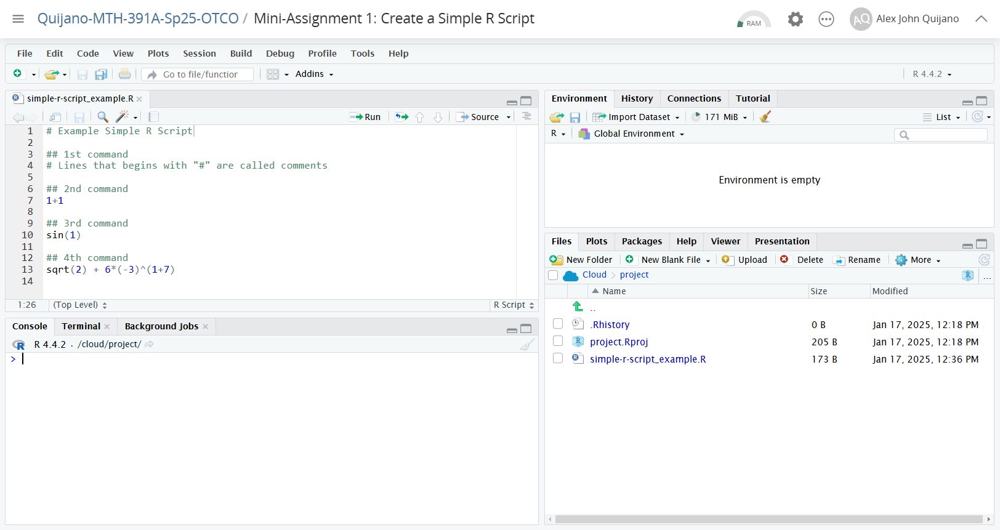 Quijano-MTH-391A-Sp25-OTCO / Mini-Assignment 1: Create a Simple R Script
RAM
AQ Alex John Quijano
File Edit Code View Plots Session Build Debug Profile Tools Help
Go to file/function Addins R 4.4.2
simple-r-script_example.R
Run Source
1 # Example Simple R Script
2
3 ## 1st command
4 # Lines that begins with "#" are called comments
5
6 ## 2nd command
7 1+1
8
9 ## 3rd command
10 sin(1)
11
12 ## 4th command
13 sqrt(2) + 6*(-3)^(1+7)
14
1:26 (Top Level) R Script
Console Terminal Background Jobs
R R 4.4.2 . /cloud/project/
>
Environment History Connections Tutorial
Import Dataset 171 MiB List
R Global Environment
Environment is empty
Files Plots Packages Help Viewer Presentation
New Folder New Blank File Upload Delete Rename More
Cloud project R ...
Name Size Modified
..
.Rhistory 0 B Jan 17, 2025, 12:18 PM
project.Rproj 205 B Jan 17, 2025, 12:18 PM
simple-r-script_example.R 173 B Jan 17, 2025, 12:36 PM